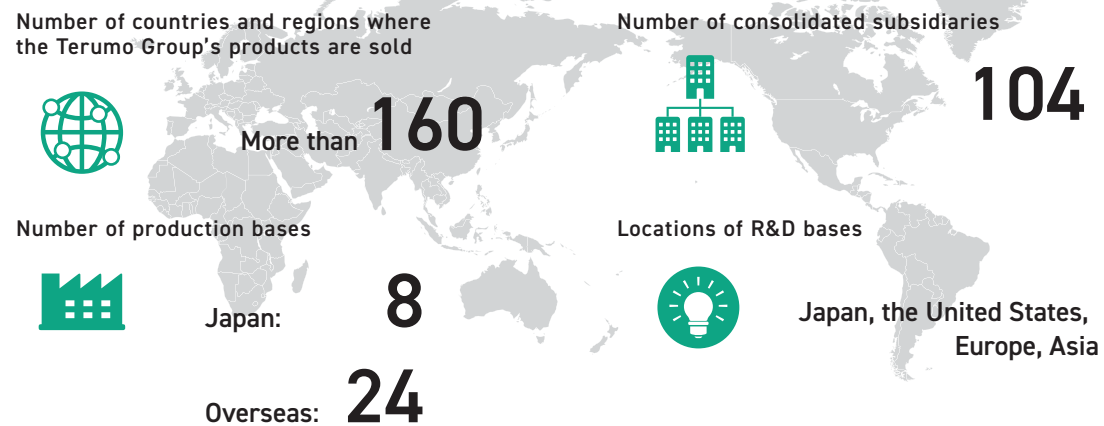 Number of countries and regions where
the Terumo Group's products are sold
More than 160
Number of consolidated subsidiaries
104
Number of production bases
Japan: 8
Overseas: 24
Locations of R&D bases
Japan, the United States,
Europe, Asia